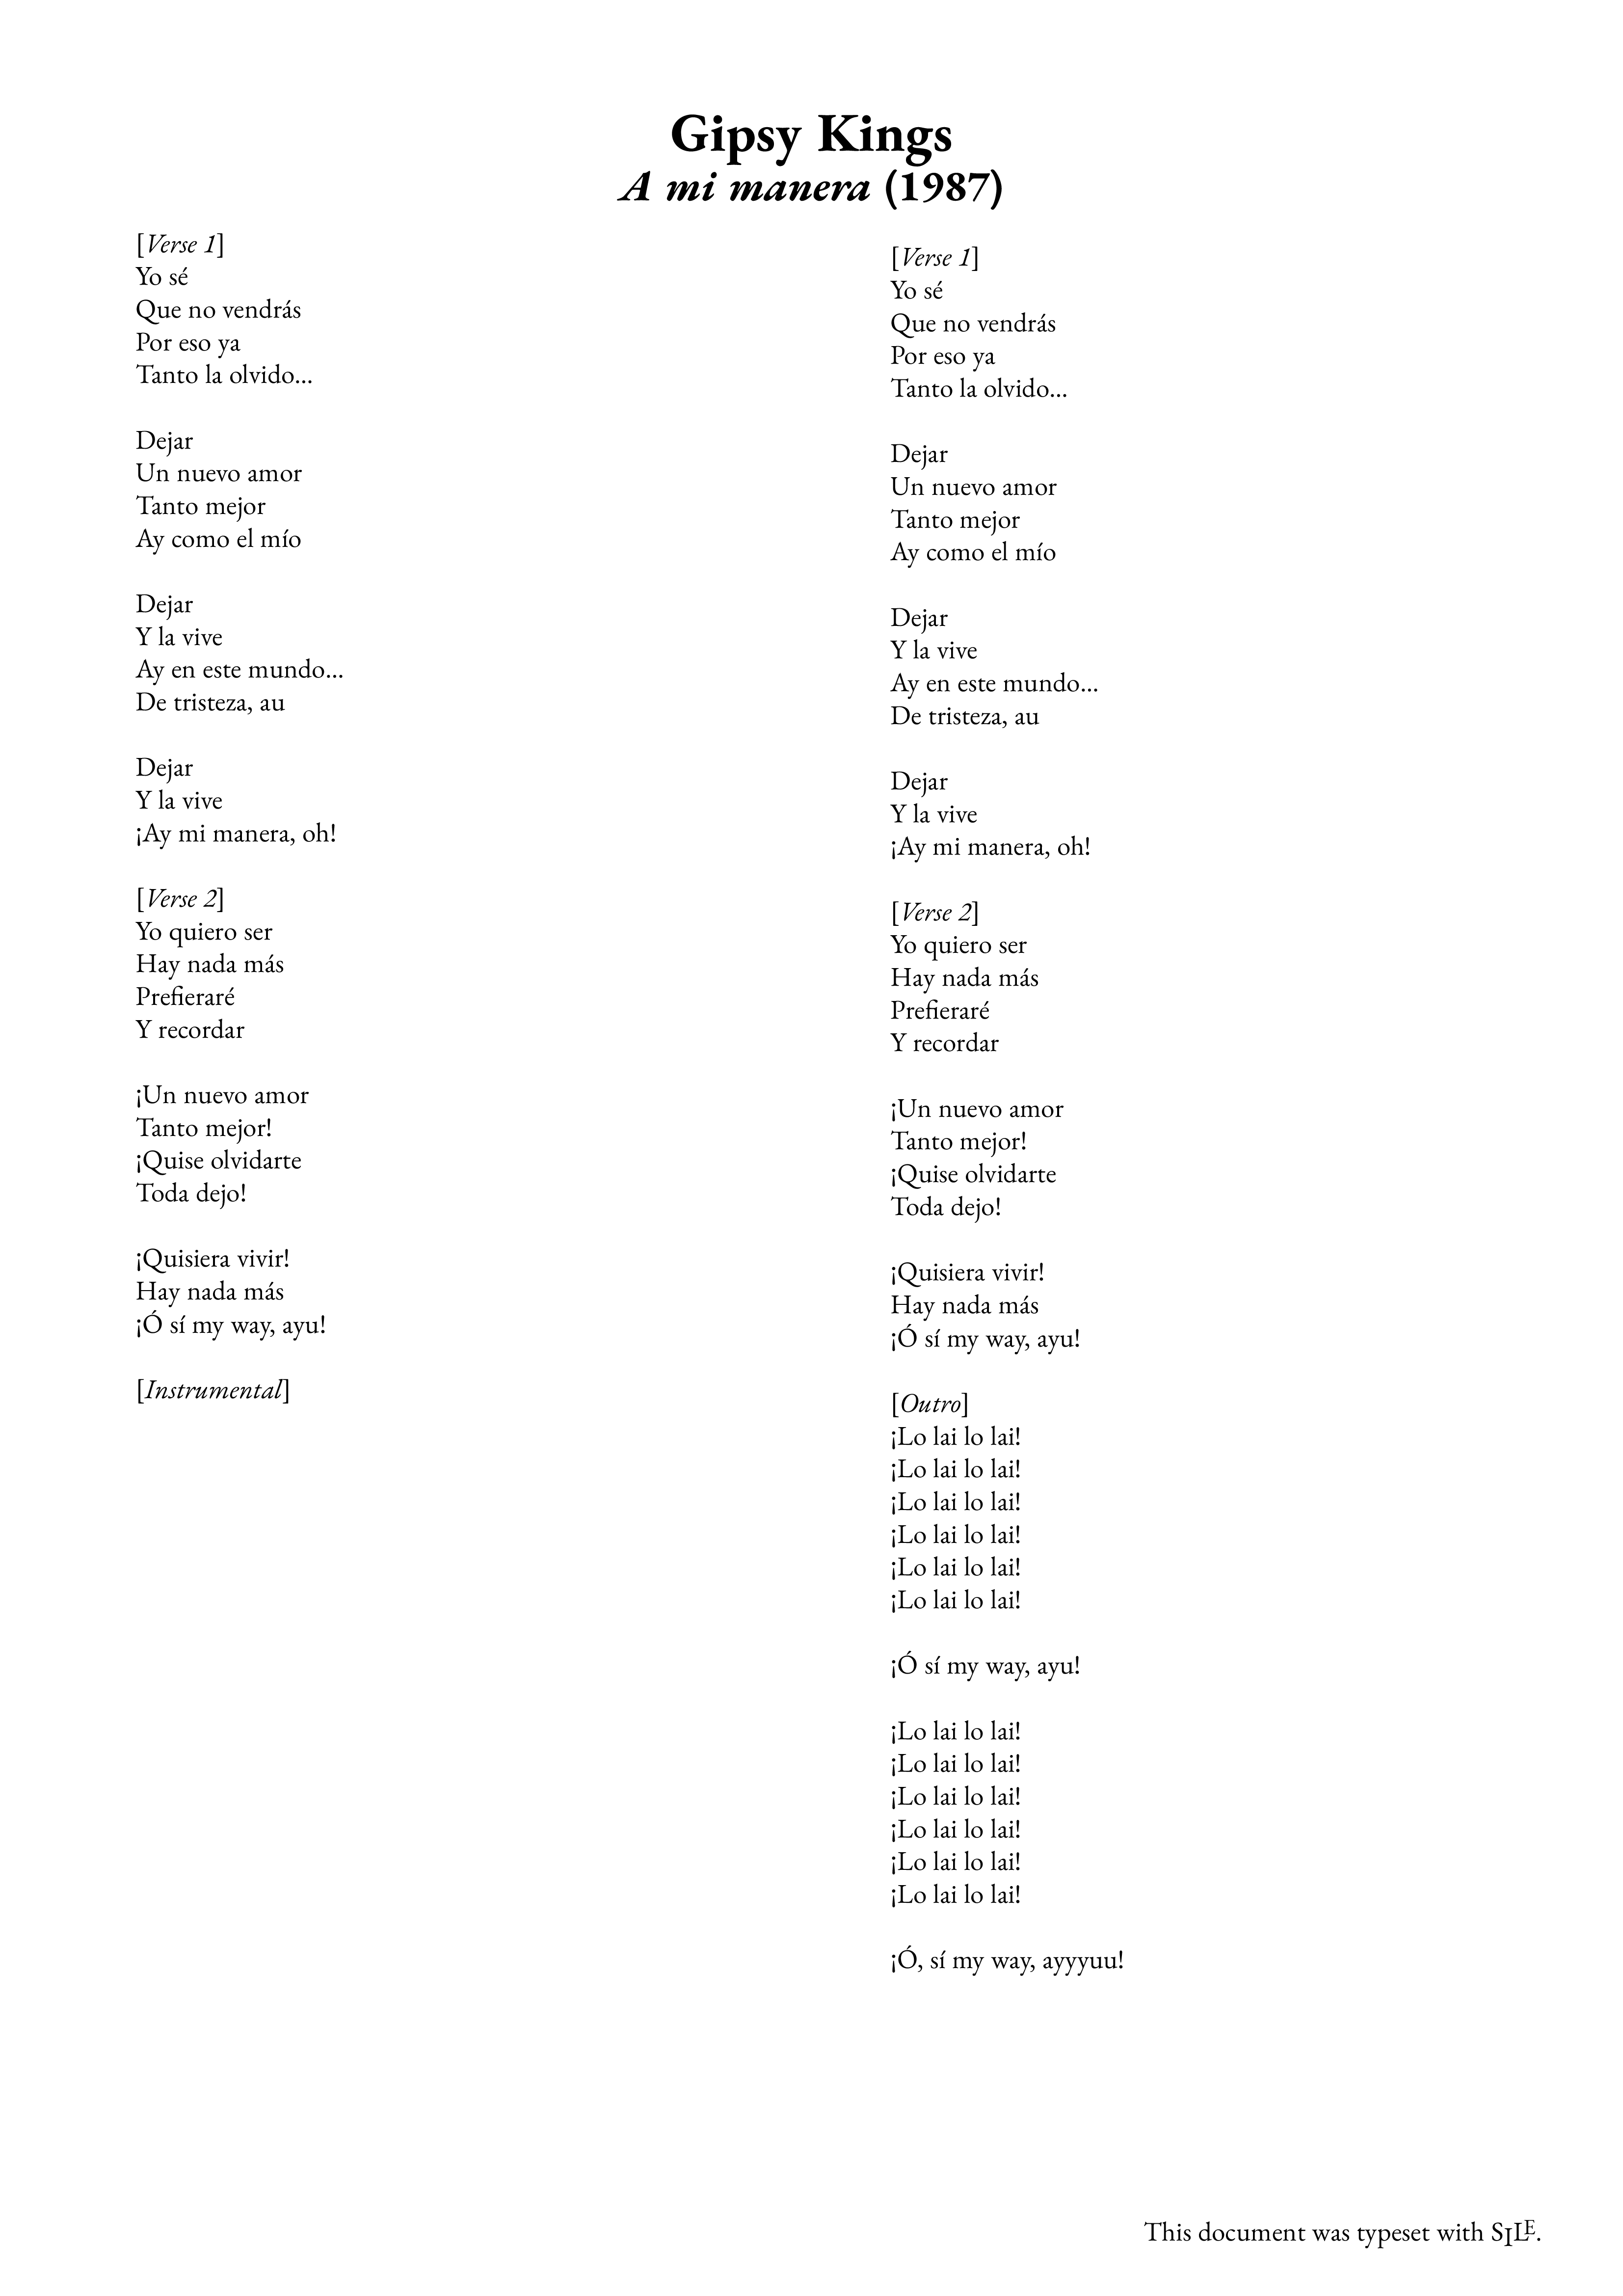 Gipsy Kings
A mi manera (1987)
[Verse 1]
Yo sé
Que no vendrás
Por eso ya
Tanto la olvido...

Dejar
Un nuevo amor
Tanto mejor
Ay como el mío

Dejar
Y la vive
Ay en este mundo...
De tristeza, au

Dejar
Y la vive
¡Ay mi manera, oh!

[Verse 2]
Yo quiero ser
Hay nada más
Prefieraré
Y recordar

¡Un nuevo amor
Tanto mejor!
¡Quise olvidarte
Toda dejo!

¡Quisiera vivir!
Hay nada más
¡Ó sí my way, ayu!

[Instrumental]

[Verse 1]
Yo sé
Que no vendrás
Por eso ya
Tanto la olvido...

Dejar
Un nuevo amor
Tanto mejor
Ay como el mío

Dejar
Y la vive
Ay en este mundo...
De tristeza, au

Dejar
Y la vive
¡Ay mi manera, oh!

[Verse 2]
Yo quiero ser
Hay nada más
Prefieraré
Y recordar

¡Un nuevo amor
Tanto mejor!
¡Quise olvidarte
Toda dejo!

¡Quisiera vivir!
Hay nada más
¡Ó sí my way, ayu!

[Outro]
¡Lo lai lo lai!
¡Lo lai lo lai!
¡Lo lai lo lai!
¡Lo lai lo lai!
¡Lo lai lo lai!
¡Lo lai lo lai!

¡Ó sí my way, ayu!

¡Lo lai lo lai!
¡Lo lai lo lai!
¡Lo lai lo lai!
¡Lo lai lo lai!
¡Lo lai lo lai!
¡Lo lai lo lai!

¡Ó, sí my way, ayyyuu!

This document was typeset with SILE.